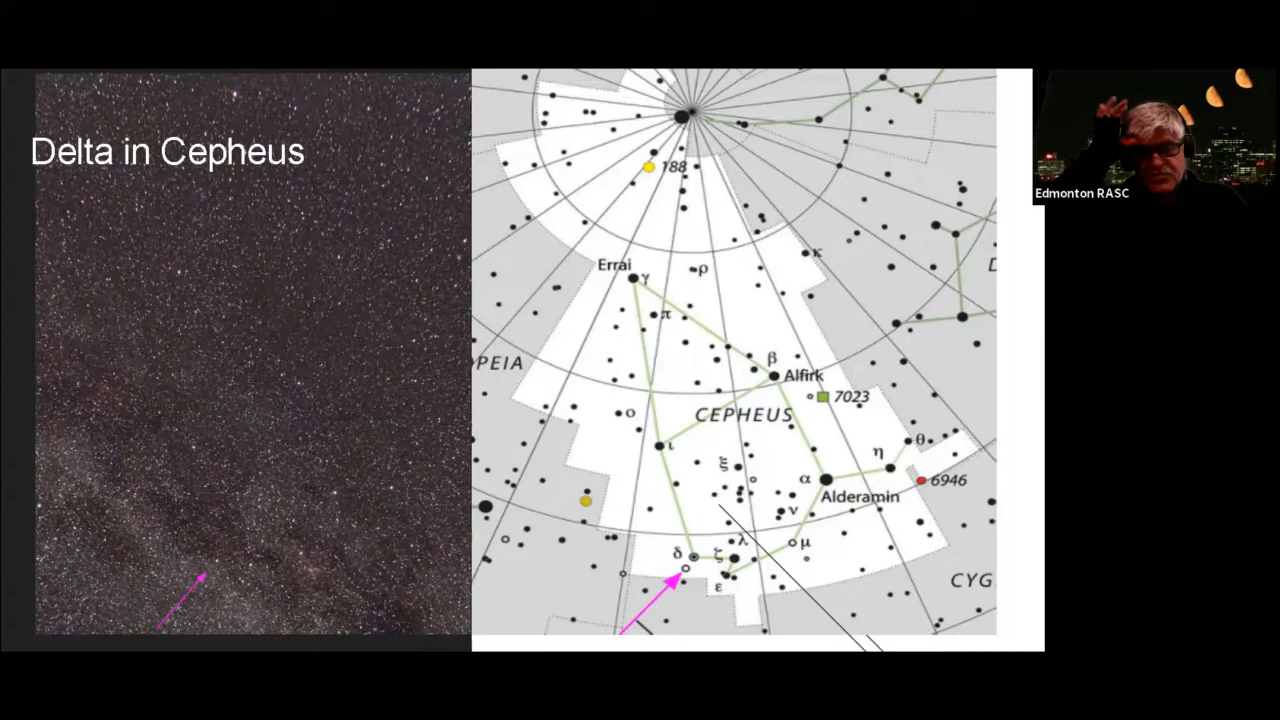 Delta in Cepheus
188
Errai
γ
ρ
κ
π
D
PEIA
β
Alfirk
7023
CEPHEUS
ο
ι
ξ
α
Alderamin
η
θ
6946
ν
δ
ζ
λ
μ
ε
CYG
Edmonton RASC